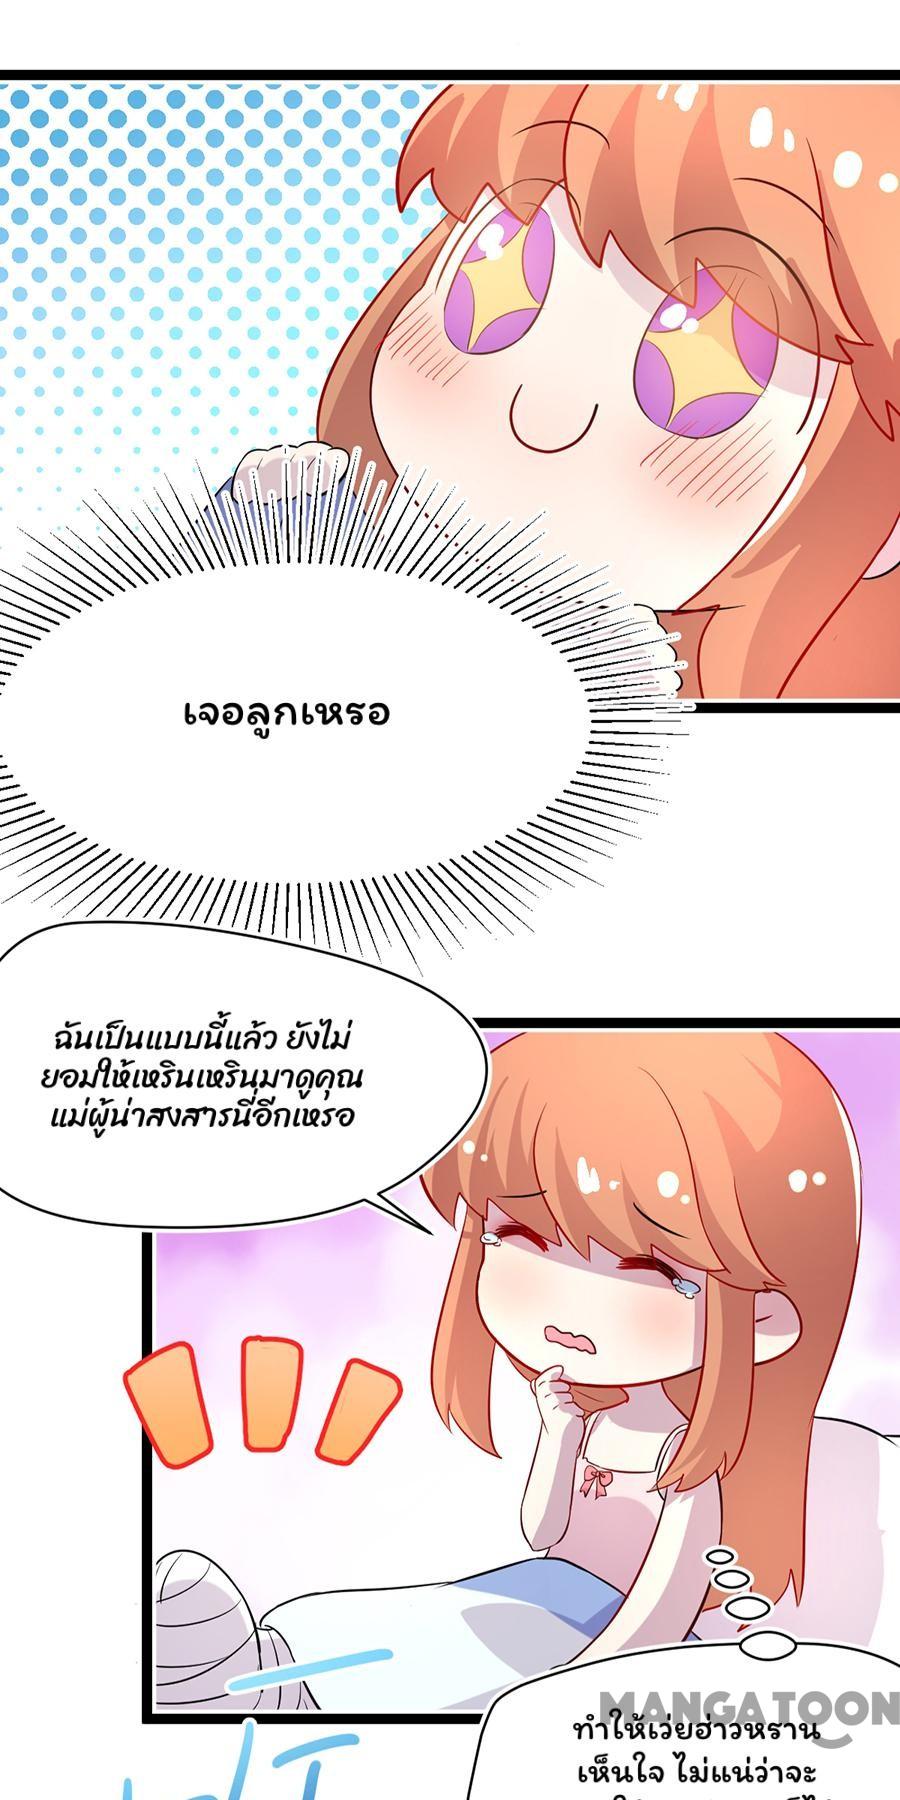 เจอลูกเหรอ
ฉันเป็นแบบนี้แล้ว ยังไม่
ยอมให้เหรินเหรินมาดูคุณ
แม่ผู้น่าสงสารนี่อีกเหรอ
MANGATOON
ทำให้เว่ยฮ่าวหราน
เห็นใจ ไม่แน่ว่าจะ